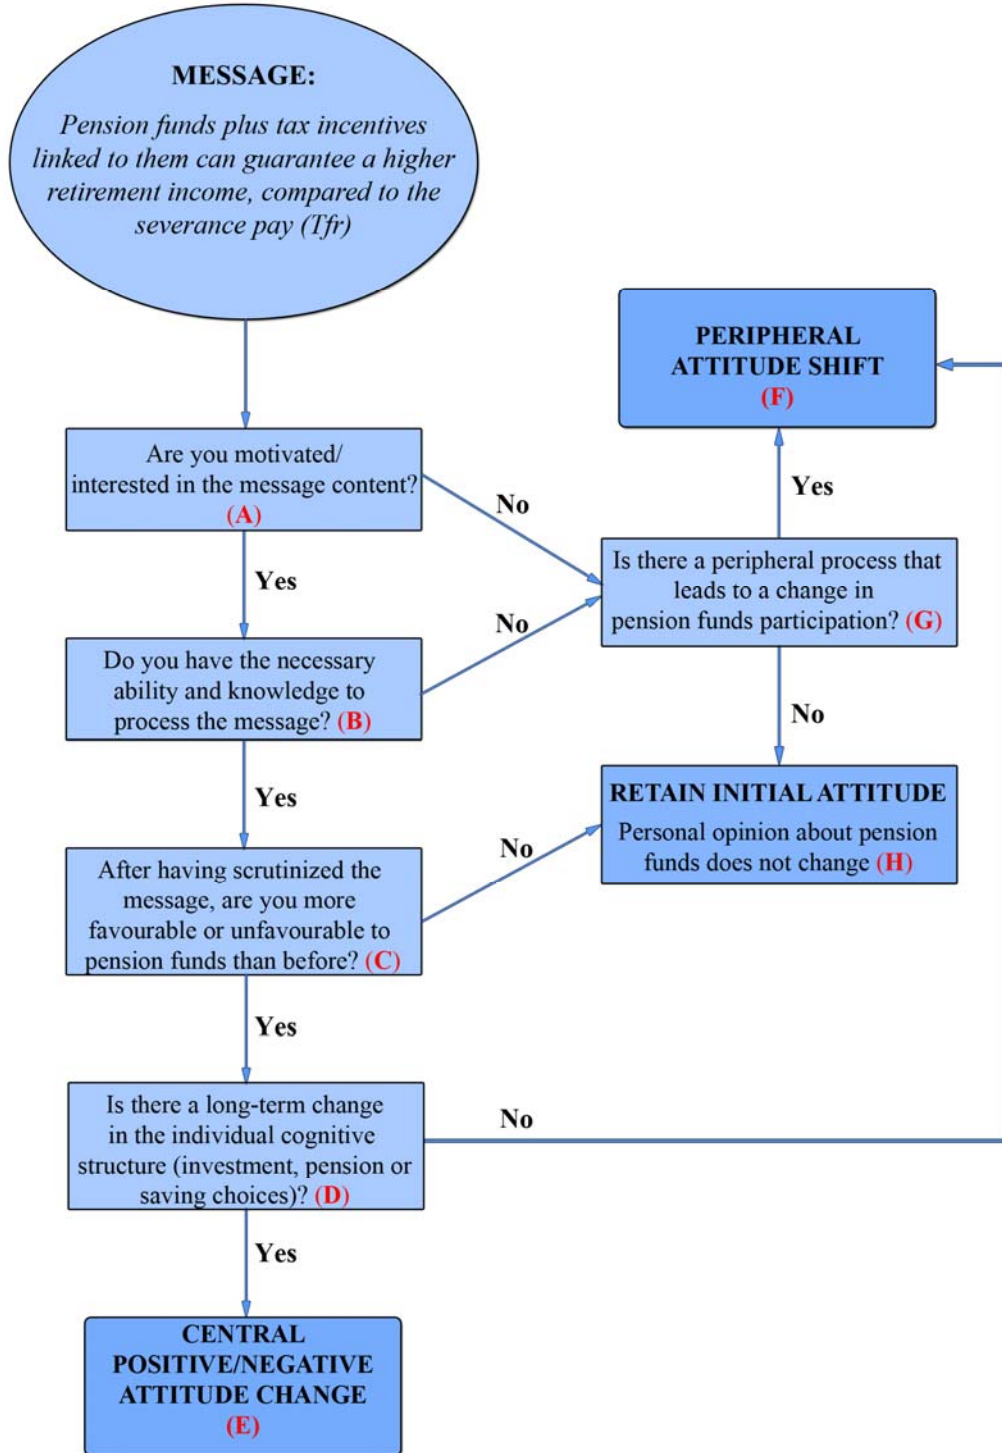 MESSAGE:
Pension funds plus tax incentives
linked to them can guarantee a higher
retirement income, compared to the
severance pay (Tfr)
PERIPHERAL
ATTITUDE SHIFT
(F)
Are you motivated/
interested in the message content?
(A)
No
Yes
Yes
Is there a peripheral process that
leads to a change in
pension funds participation? (G)
No
Do you have the necessary
ability and knowledge to
process the message? (B)
No
Yes
RETAIN INITIAL ATTITUDE
Personal opinion about pension
funds does not change (H)
No
After having scrutinized the
message, are you more
favourable or unfavourable to
pension funds than before? (C)
Yes
Is there a long-term change
in the individual cognitive
structure (investment, pension or
saving choices)? (D)
No
Yes
CENTRAL
POSITIVE/NEGATIVE
ATTITUDE CHANGE
(E)